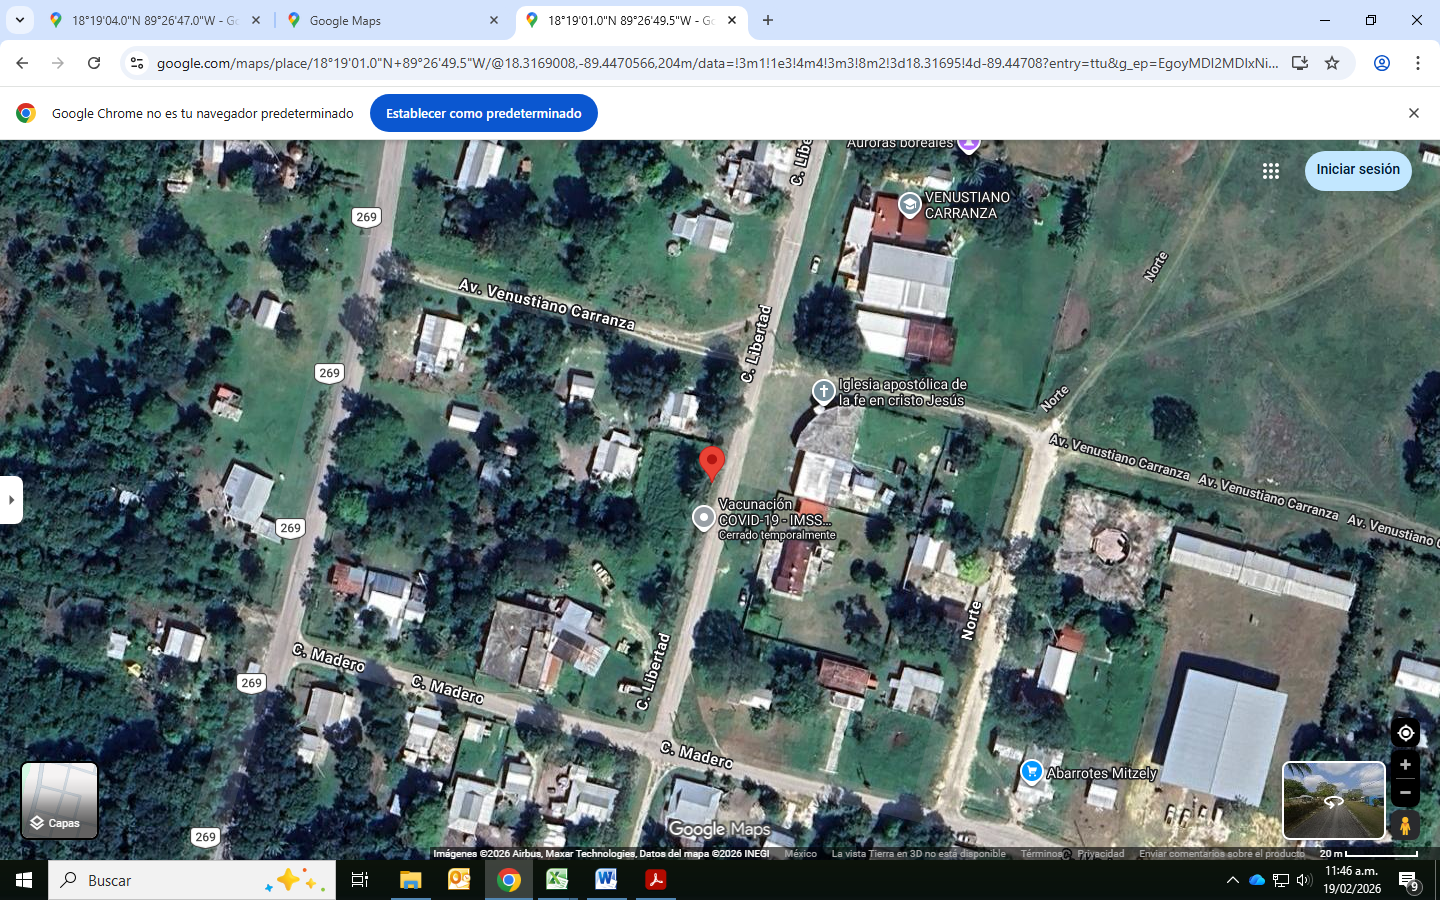 18°19'04.0"N 89°26'47.0"W - Go
Google Maps
18°19'01.0"N 89°26'49.5"W - Go
google.com/maps/place/18°19'01.0"N+89°26'49.5"W/@18.3169008,-89.4470566,204m/data=!3m1!1e3!4m4!3m3!8m2!3d18.31695!4d-89.44708?entry=ttu&g_ep=EgoyMDI2MDIxNi...
Google Chrome no es tu navegador predeterminado
Establecer como predeterminado
Iniciar sesión
Auroras boreales
C. Libe
VENUSTIANO
CARRANZA
269
Norte
Av. Venustiano Carranza
C. Libertad
269
Iglesia apostólica de
la fe en cristo Jesús
Norte
Av. Venustiano Carranza
Av. Venustiano Carranza
Av. Venustiano C
Vacunación
COVID-19 - IMSS...
Cerrado temporalmente
269
Norte
C. Libertad
C. Madero
C. Madero
269
C. Madero
Abarrotes Mitzely
Capas
269
Google Maps
Imágenes ©2026 Airbus, Maxar Technologies, Datos del mapa ©2026 INEGI
México
La vista Tierra en 3D no está disponible
Términos
Privacidad
Enviar comentarios sobre el producto
20 m
Buscar
11:46 a.m.
19/02/2026
9